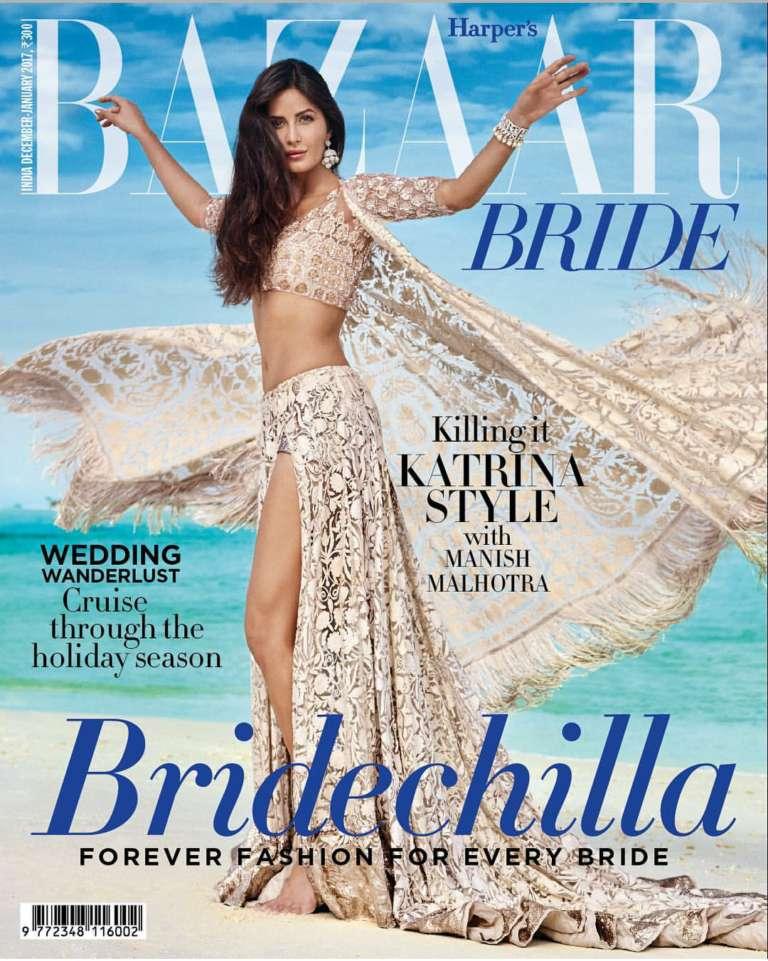 INDIA DECEMBER-JANUARY 2017, ₹300
Harper's
BAZAAR
BRIDE
Killing it
KATRINA
STYLE
with
MANISH
MALHOTRA
WEDDING
WANDERLUST
Cruise
through the
holiday season
Bridechilla
FOREVER FASHION FOR EVERY BRIDE
9 772348 116002